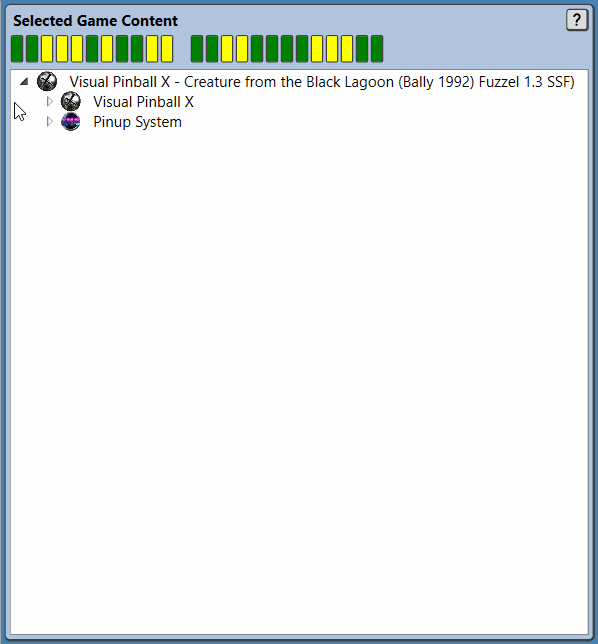 Selected Game Content
?
Visual Pinball X - Creature from the Black Lagoon (Bally 1992) Fuzzel 1.3 SSF)
Visual Pinball X
Pinup System